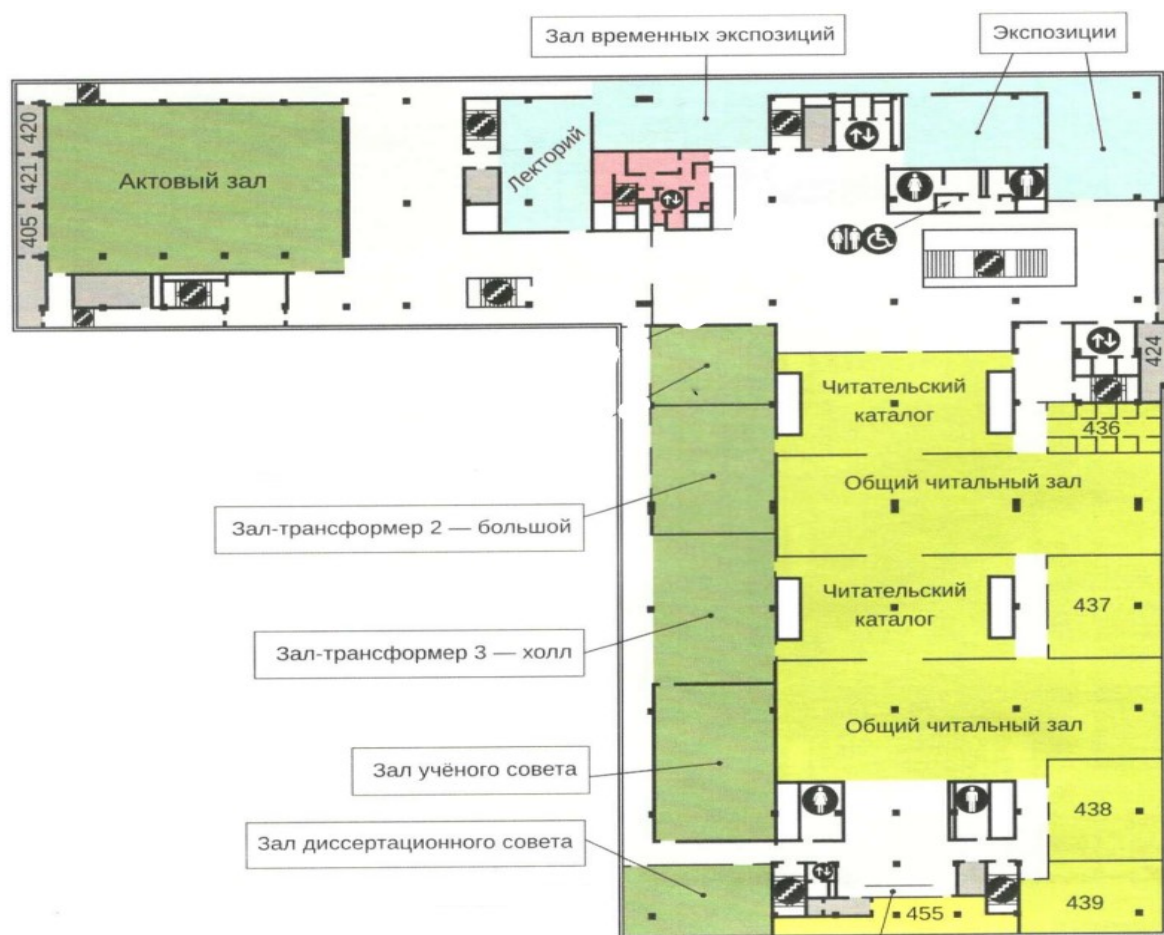 Зал временных экспозиций
Экспозиции
420
421
405
Актовый зал
Лекторий
424
Читательский
каталог
436
Общий читальный зал
Зал-трансформер 2 — большой
Читательский
каталог
437
Зал-трансформер 3 — холл
Общий читальный зал
Зал учёного совета
438
Зал диссертационного совета
439
455